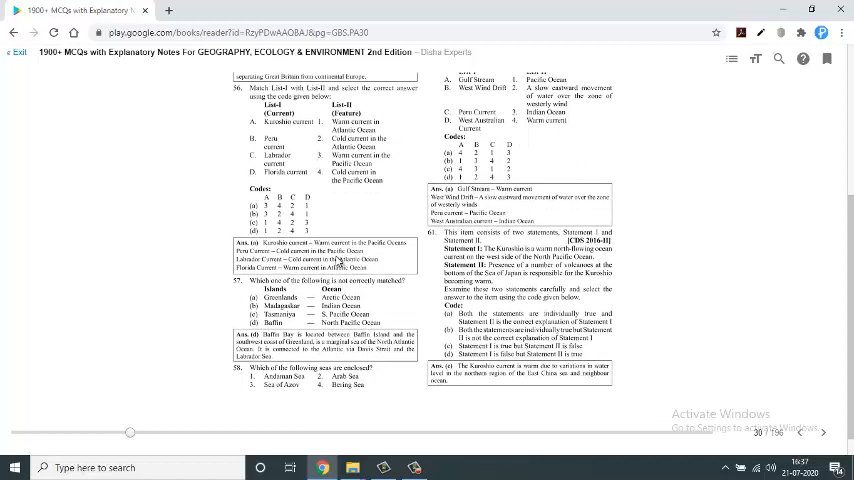 1900+ MCQs with Explanatory Not
play.google.com/books/reader?id=RzyPDwAAQBAJ&pg=GBS.PA30
Exit
1900+ MCQs with Explanatory Notes For GEOGRAPHY, ECOLOGY & ENVIRONMENT 2nd Edition - Disha Experts
separating Great Britain from continental Europe.
56. Match List-I with List-II and select the correct answer
using the code given below:
List-I List-II
(Current) (Feature)
A. Kuroshio current 1. Warm current in
Atlantic Ocean
B. Peru 2. Cold current in the
current Atlantic Ocean
C. Labrador 3. Warm current in the
current Pacific Ocean
D. Florida current 4. Cold current in
the Pacific Ocean
Codes:
A B C D
(a) 3 4 2 1
(b) 3 2 4 1
(c) 1 4 2 3
(d) 1 2 4 3
Ans. (a) Kuroshio current – Warm current in the Pacific Oceans
Peru Current – Cold current in the Pacific Ocean
Labrador Current – Cold current in the Atlantic Ocean
Florida Current – Warm current in Atlantic Ocean
57. Which one of the following is not correctly matched?
Islands Ocean
(a) Greenlands — Arctic Ocean
(b) Madagaskar — Indian Ocean
(c) Tasmaniya — S. Pacific Ocean
(d) Baffin — North Pacific Ocean
Ans. (d) Baffin Bay is located between Baffin Island and the
southwest coast of Greenland, is a marginal sea of the North Atlantic
Ocean. It is connected to the Atlantic via Davis Strait and the
Labrador Sea
58. Which of the following seas are enclosed?
1. Andaman Sea 2. Arab Sea
3. Sea of Azov 4. Bering Sea
A. Gulf Stream 1. Pacific Ocean
B. West Wind Drift 2. A slow eastward movement
of water over the zone of
westerly wind
C. Peru Current 3. Indian Ocean
D. West Australian 4. Warm current
Current
Codes:
A B C D
(a) 4 2 1 3
(b) 1 3 4 2
(c) 4 3 1 2
(d) 1 2 4 3
Ans. (a) Gulf Stream – Warm current
West Wind Drift – A slow eastward movement of water over the zone
of westerly winds
Peru current – Pacific Ocean
West Australian current – Indian Ocean
61. This item consists of two statements, Statement I and
Statement II. [CDS 2016-II]
Statement I: The Kuroshio is a warm north-flowing ocean
current on the west side of the North Pacific Ocean.
Statement II: Presence of a number of volcanoes at the
bottom of the Sea of Japan is responsible for the Kuroshio
becoming warm.
Examine these two statements carefully and select the
answer to the item using the code given below.
Code:
(a) Both the statements are individually true and
Statement II is the correct explanation of Statement I
(b) Both the statements are individually true but Statement
II is not the correct explanation of Statement I
(c) Statement I is true but Statement II is false
(d) Statement I is false but Statement II is true
Ans. (c) The Kuroshio current is warm due to variations in water
level in the northern region of the East China sea and neighbour
ocean.
Activate Windows
Go to Settings to activate Windows.
30 / 196
Type here to search
16:37
21-07-2020
14